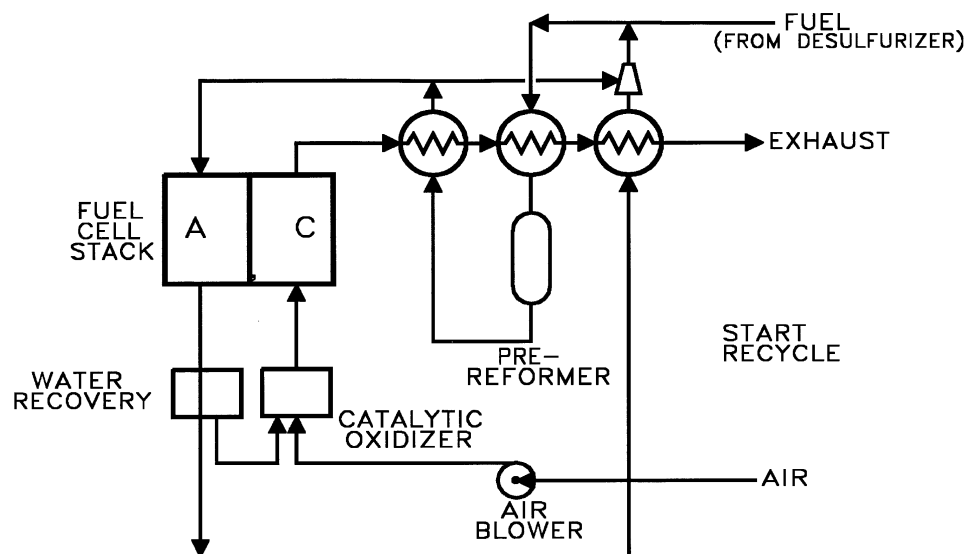 FUEL
(FROM DESULFURIZER)
EXHAUST
FUEL
CELL
STACK
A
C
START
RECYCLE
PRE-
REFORMER
WATER
RECOVERY
CATALYTIC
OXIDIZER
AIR
AIR
BLOWER